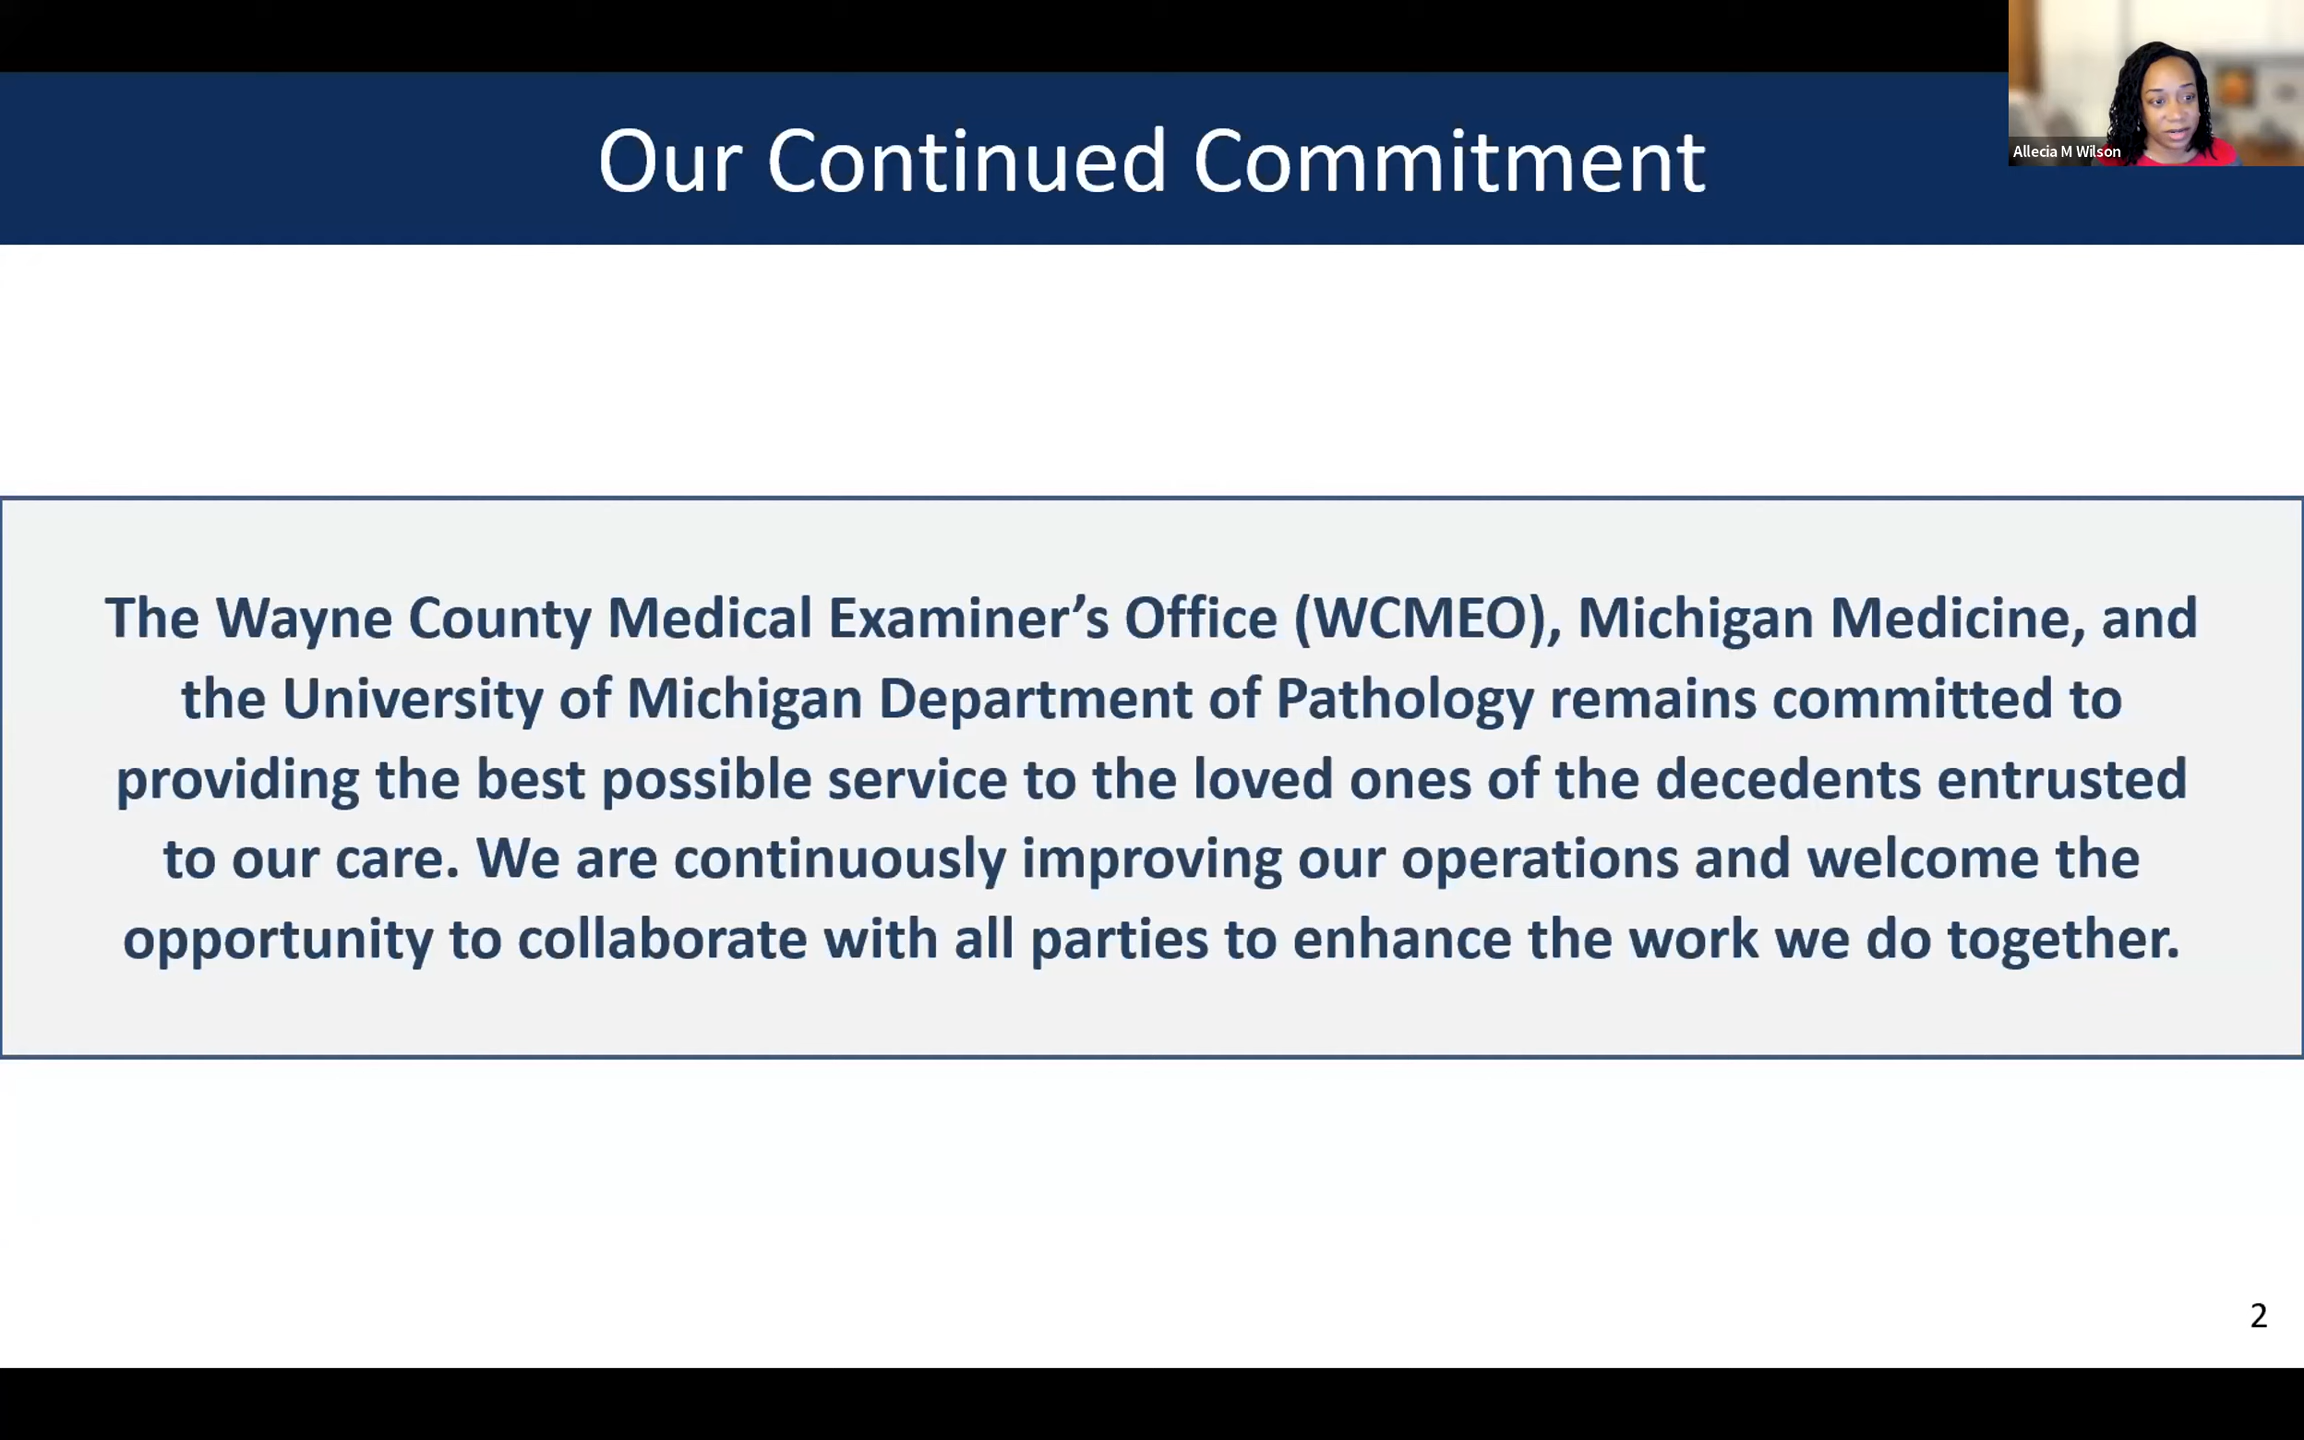 Our Continued Commitment
Allecia M Wilson
The Wayne County Medical Examiner’s Office (WCMEO), Michigan Medicine, and
the University of Michigan Department of Pathology remains committed to
providing the best possible service to the loved ones of the decedents entrusted
to our care. We are continuously improving our operations and welcome the
opportunity to collaborate with all parties to enhance the work we do together.
2